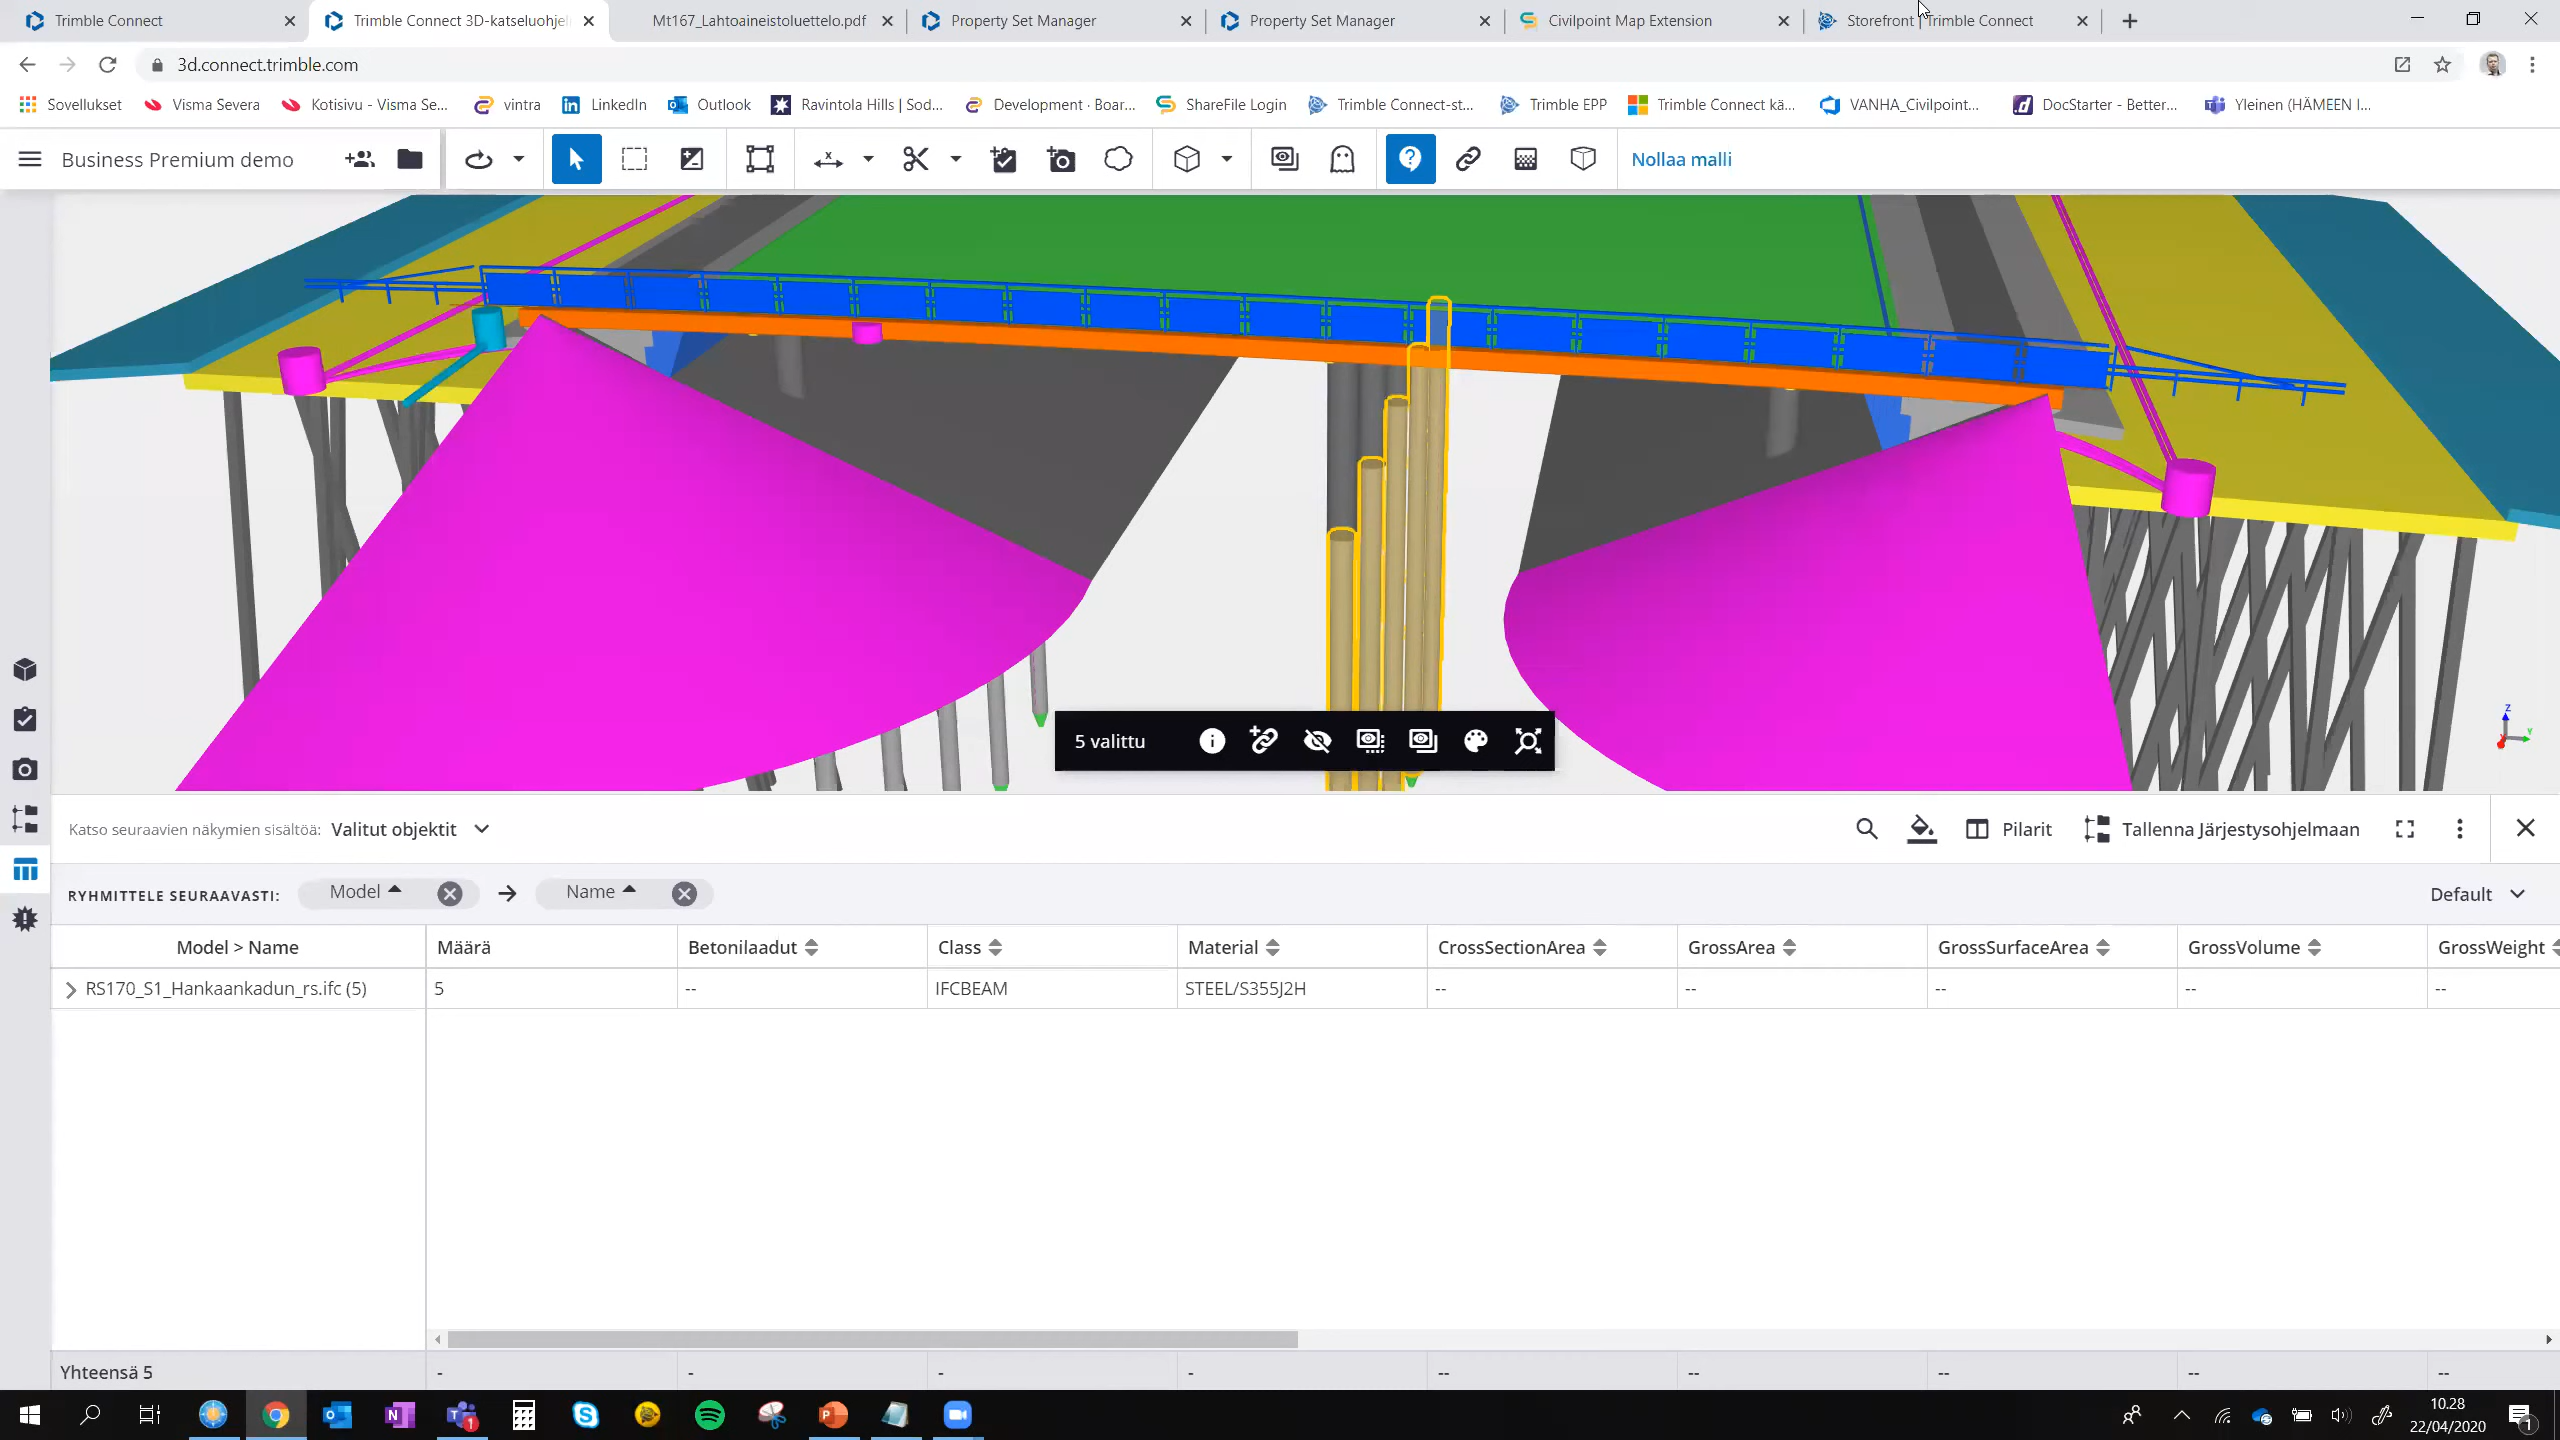 Trimble Connect
Trimble Connect 3D-katseluohjel
Mt167_Lahtoaineistoluettelo.pdf
Property Set Manager
Property Set Manager
Civilpoint Map Extension
Storefront | Trimble Connect
3d.connect.trimble.com
Sovellukset
Visma Severa
Kotisivu - Visma Se...
vintra
LinkedIn
Outlook
Ravintola Hills | Sod...
Development · Boar...
ShareFile Login
Trimble Connect-st...
Trimble EPP
Trimble Connect kä...
VANHA_Civilpoint...
DocStarter - Better...
Yleinen (HÄMEEN I...
Business Premium demo
Nollaa malli
Z
Y
5 valittu
Katso seuraavien näkymien sisältöä: Valitut objektit
Pilarit
Tallenna Järjestysohjelmaan
RYHMITTELE SEURAAVASTI: Model Name
Default
Model > Name Määrä Betonilaadut Class Material CrossSectionArea GrossArea GrossSurfaceArea GrossVolume GrossWeight
RS170_S1_Hankaankadun_rs.ifc (5) 5 -- IFCBEAM STEEL/S355J2H -- -- -- -- --
Yhteensä 5 - - - - -- -- -- -- --
10.28
22/04/2020
1
1